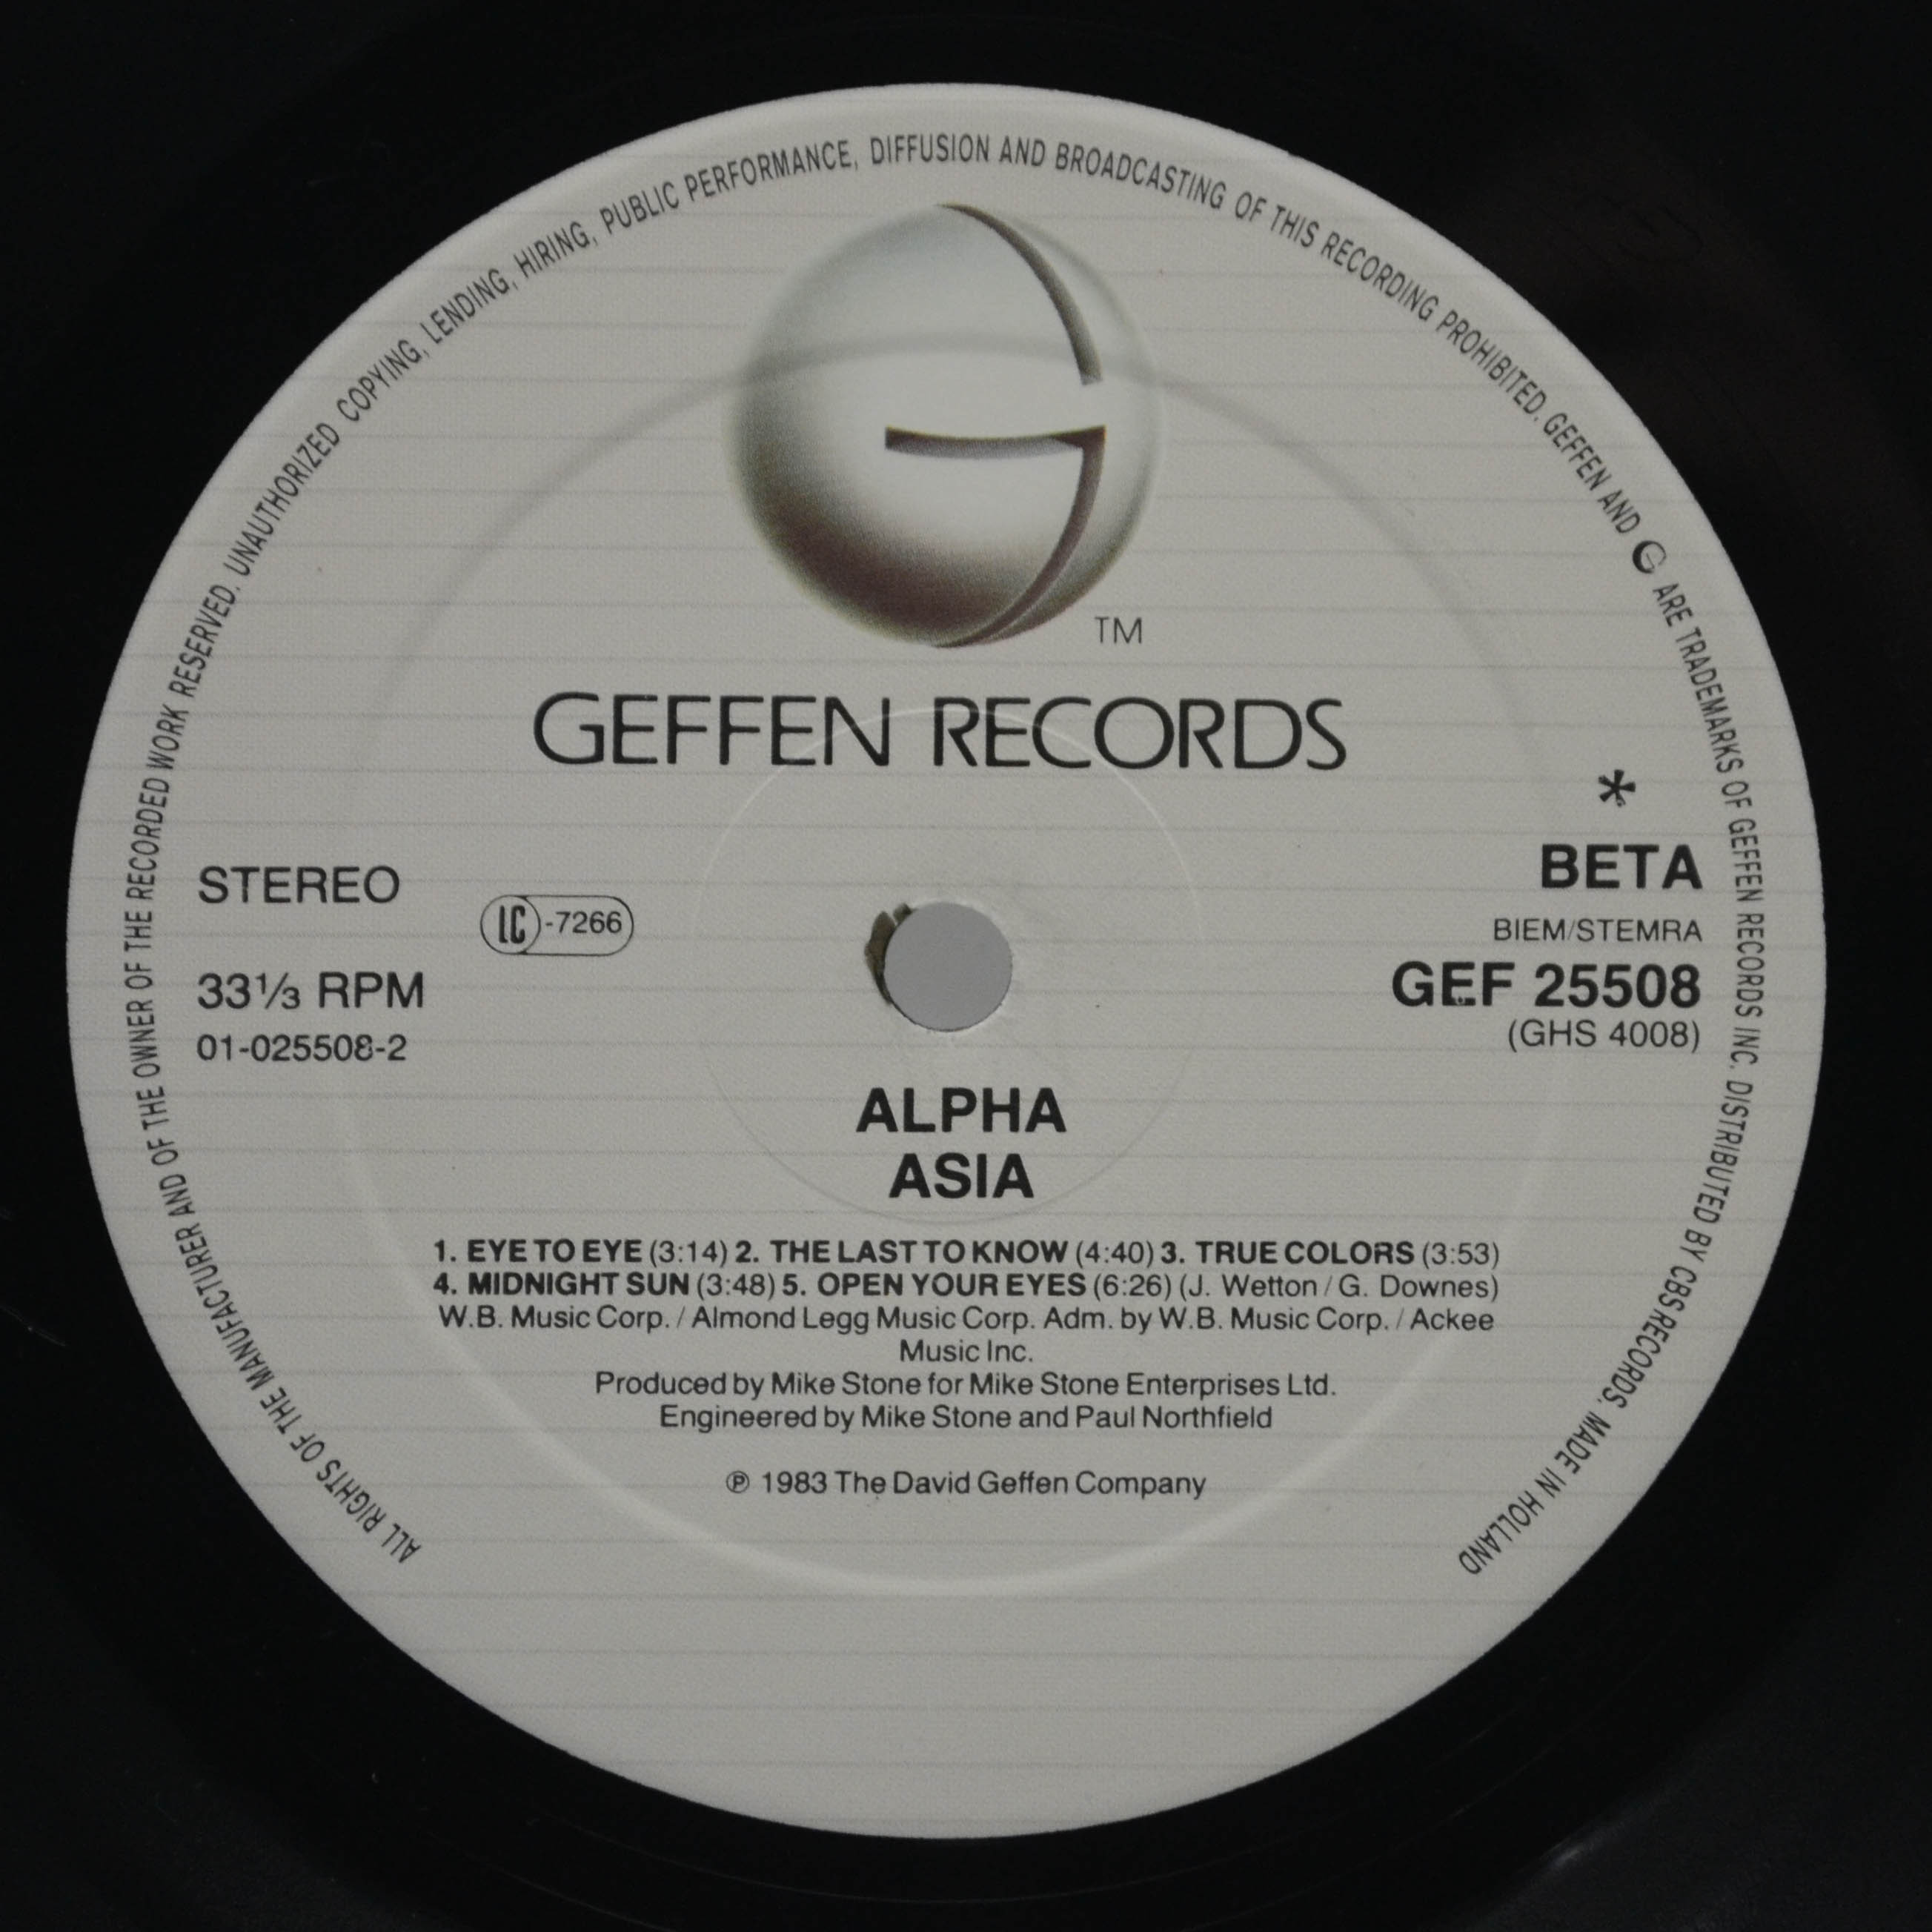 ALL RIGHTS OF THE MANUFACTURER AND OF THE OWNER OF THE RECORDED WORK RESERVED. UNAUTHORIZED COPYING, LENDING, HIRING, PUBLIC PERFORMANCE, DIFFUSION AND BROADCASTING OF THIS RECORDING PROHIBITED. GEFFEN AND G ARE TRADEMARKS OF GEFFEN RECORDS INC. DISTRIBUTED BY CBS RECORDS. MADE IN HOLLAND
TM
GEFFEN RECORDS
*
STEREO
LC-7266
33⅓ RPM
01-025508-2
BETA
BIEM/STEMRA
GEF 25508
(GHS 4008)
ALPHA
ASIA
1. EYE TO EYE (3:14) 2. THE LAST TO KNOW (4:40) 3. TRUE COLORS (3:53)
4. MIDNIGHT SUN (3:48) 5. OPEN YOUR EYES (6:26) (J. Wetton / G. Downes)
W.B. Music Corp. / Almond Legg Music Corp. Adm. by W.B. Music Corp. / Ackee
Music Inc.
Produced by Mike Stone for Mike Stone Enterprises Ltd.
Engineered by Mike Stone and Paul Northfield
℗ 1983 The David Geffen Company